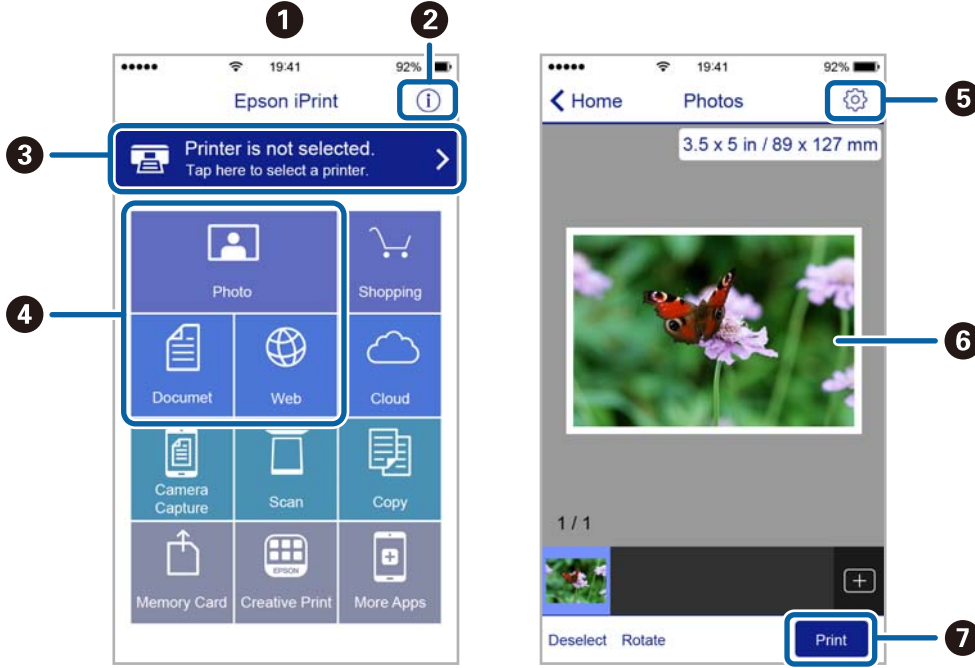 1
2
19:41
92%
Epson iPrint
i
3
Printer is not selected.
Tap here to select a printer.
4
Photo
Shopping
Documet
Web
Cloud
Camera
Capture
Scan
Copy
EPSON
Memory Card
Creative Print
More Apps
19:41
92%
Home
Photos
5
3.5 x 5 in / 89 x 127 mm
6
1 / 1
Deselect
Rotate
Print
7